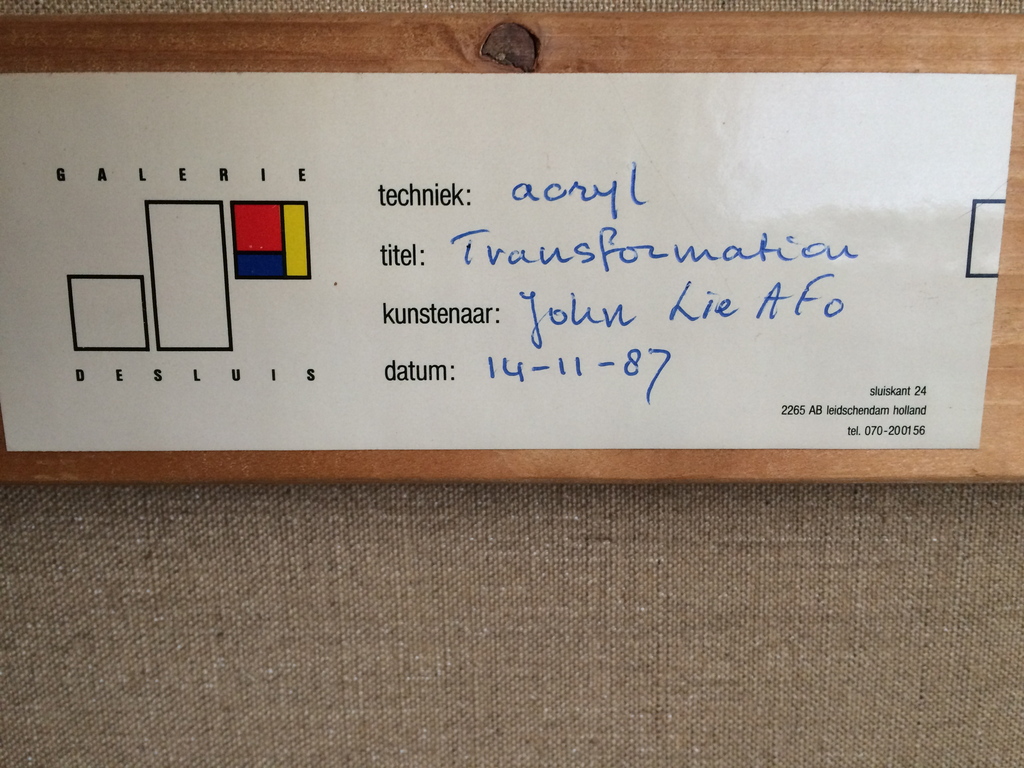 GALERIE
DESLUIS
techniek: acryl
titel: Transformation
kunstenaar: John Lie A Fo
datum: 14-11-87
sluiskant 24
2265 AB leidschendam holland
tel. 070-200156